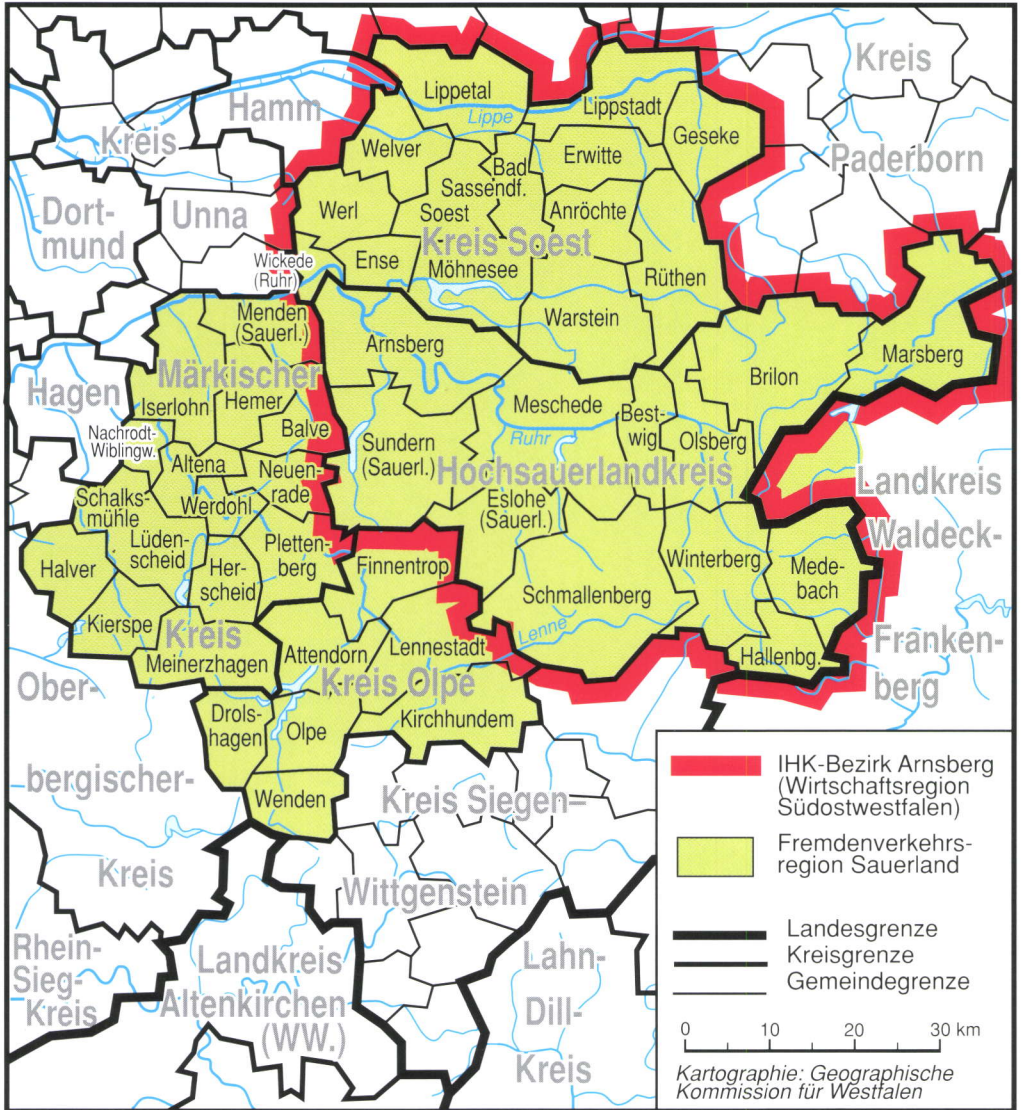 Kreis
Hamm
Kreis
Lippetal
Lippe
Lippstadt
Geseke
Paderborn
Welver
Bad
Sassendf.
Erwitte
Dort-
mund
Unna
Werl
Soest
Anröchte
Kreis Soest
Wickede
(Ruhr)
Ense
Möhnesee
Rüthen
Warstein
Menden
(Sauerl.)
Arnsberg
Marsberg
Brilon
Hagen
Märkischer
Iserlohn
Hemer
Meschede
Best-
wig
Olsberg
Nachrodt-
Wiblingw.
Balve
Sundern
(Sauerl.)
Ruhr
Hochsauerlandkreis
Altena
Neuen-
rade
Landkreis
Schalks-
mühle
Werdohl
Eslohe
(Sauerl.)
Waldeck-
Lüden-
scheid
Pletten-
berg
Halver
Her-
scheid
Finnentrop
Winterberg
Mede-
bach
Schmallenberg
Kierspe
Kreis
Meinerzhagen
Attendorn
Lennestadt
Lenne
Hallenbg.
Franken-
berg
Ober-
Kreis Olpe
Drols-
hagen
Olpe
Kirchhundem
bergischer-
Wenden
Kreis Siegen–
Kreis
Wittgenstein
Rhein-
Sieg-
Kreis
Landkreis
Altenkirchen
(WW.)
Lahn-
Dill-
Kreis
IHK-Bezirk Arnsberg
(Wirtschaftsregion
Südostwestfalen)
Fremdenverkehrs-
region Sauerland
Landesgrenze
Kreisgrenze
Gemeindegrenze
0 10 20 30 km
Kartographie: Geographische
Kommission für Westfalen